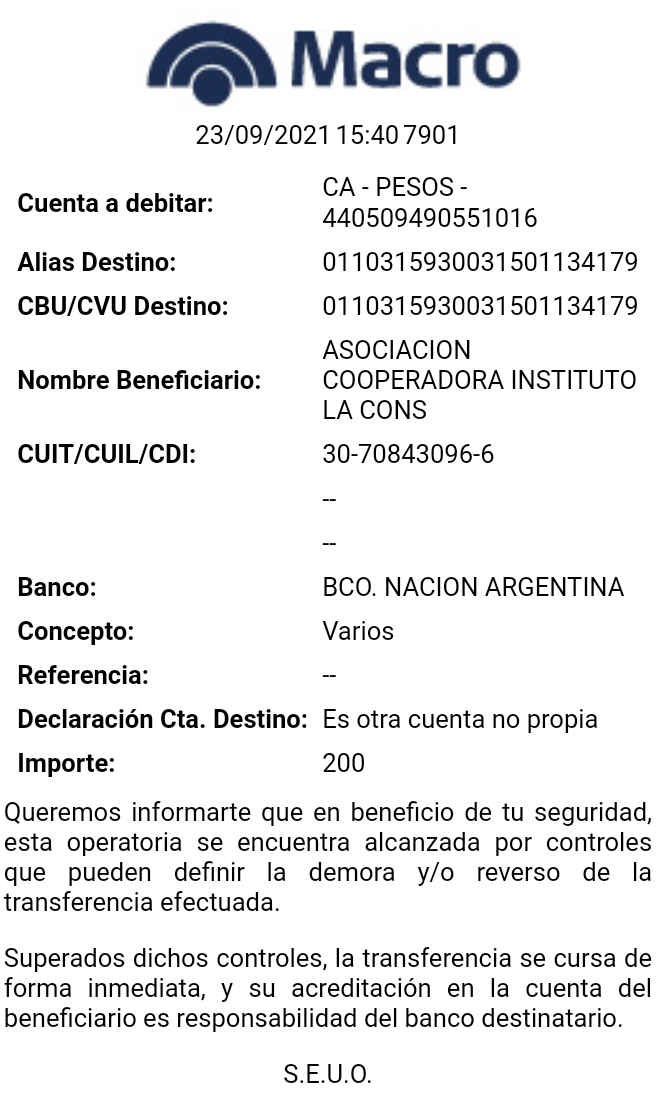 Macro
23/09/2021 15:40 7901
Cuenta a debitar:
CA - PESOS -
440509490551016
Alias Destino: 0110315930031501134179
CBU/CVU Destino: 0110315930031501134179
Nombre Beneficiario:
ASOCIACION
COOPERADORA INSTITUTO
LA CONS
CUIT/CUIL/CDI: 30-70843096-6
--
--
Banco: BCO. NACION ARGENTINA
Concepto: Varios
Referencia: --
Declaración Cta. Destino: Es otra cuenta no propia
Importe: 200
Queremos informarte que en beneficio de tu seguridad,
esta operatoria se encuentra alcanzada por controles
que pueden definir la demora y/o reverso de la
transferencia efectuada.
Superados dichos controles, la transferencia se cursa de
forma inmediata, y su acreditación en la cuenta del
beneficiario es responsabilidad del banco destinatario.
S.E.U.O.